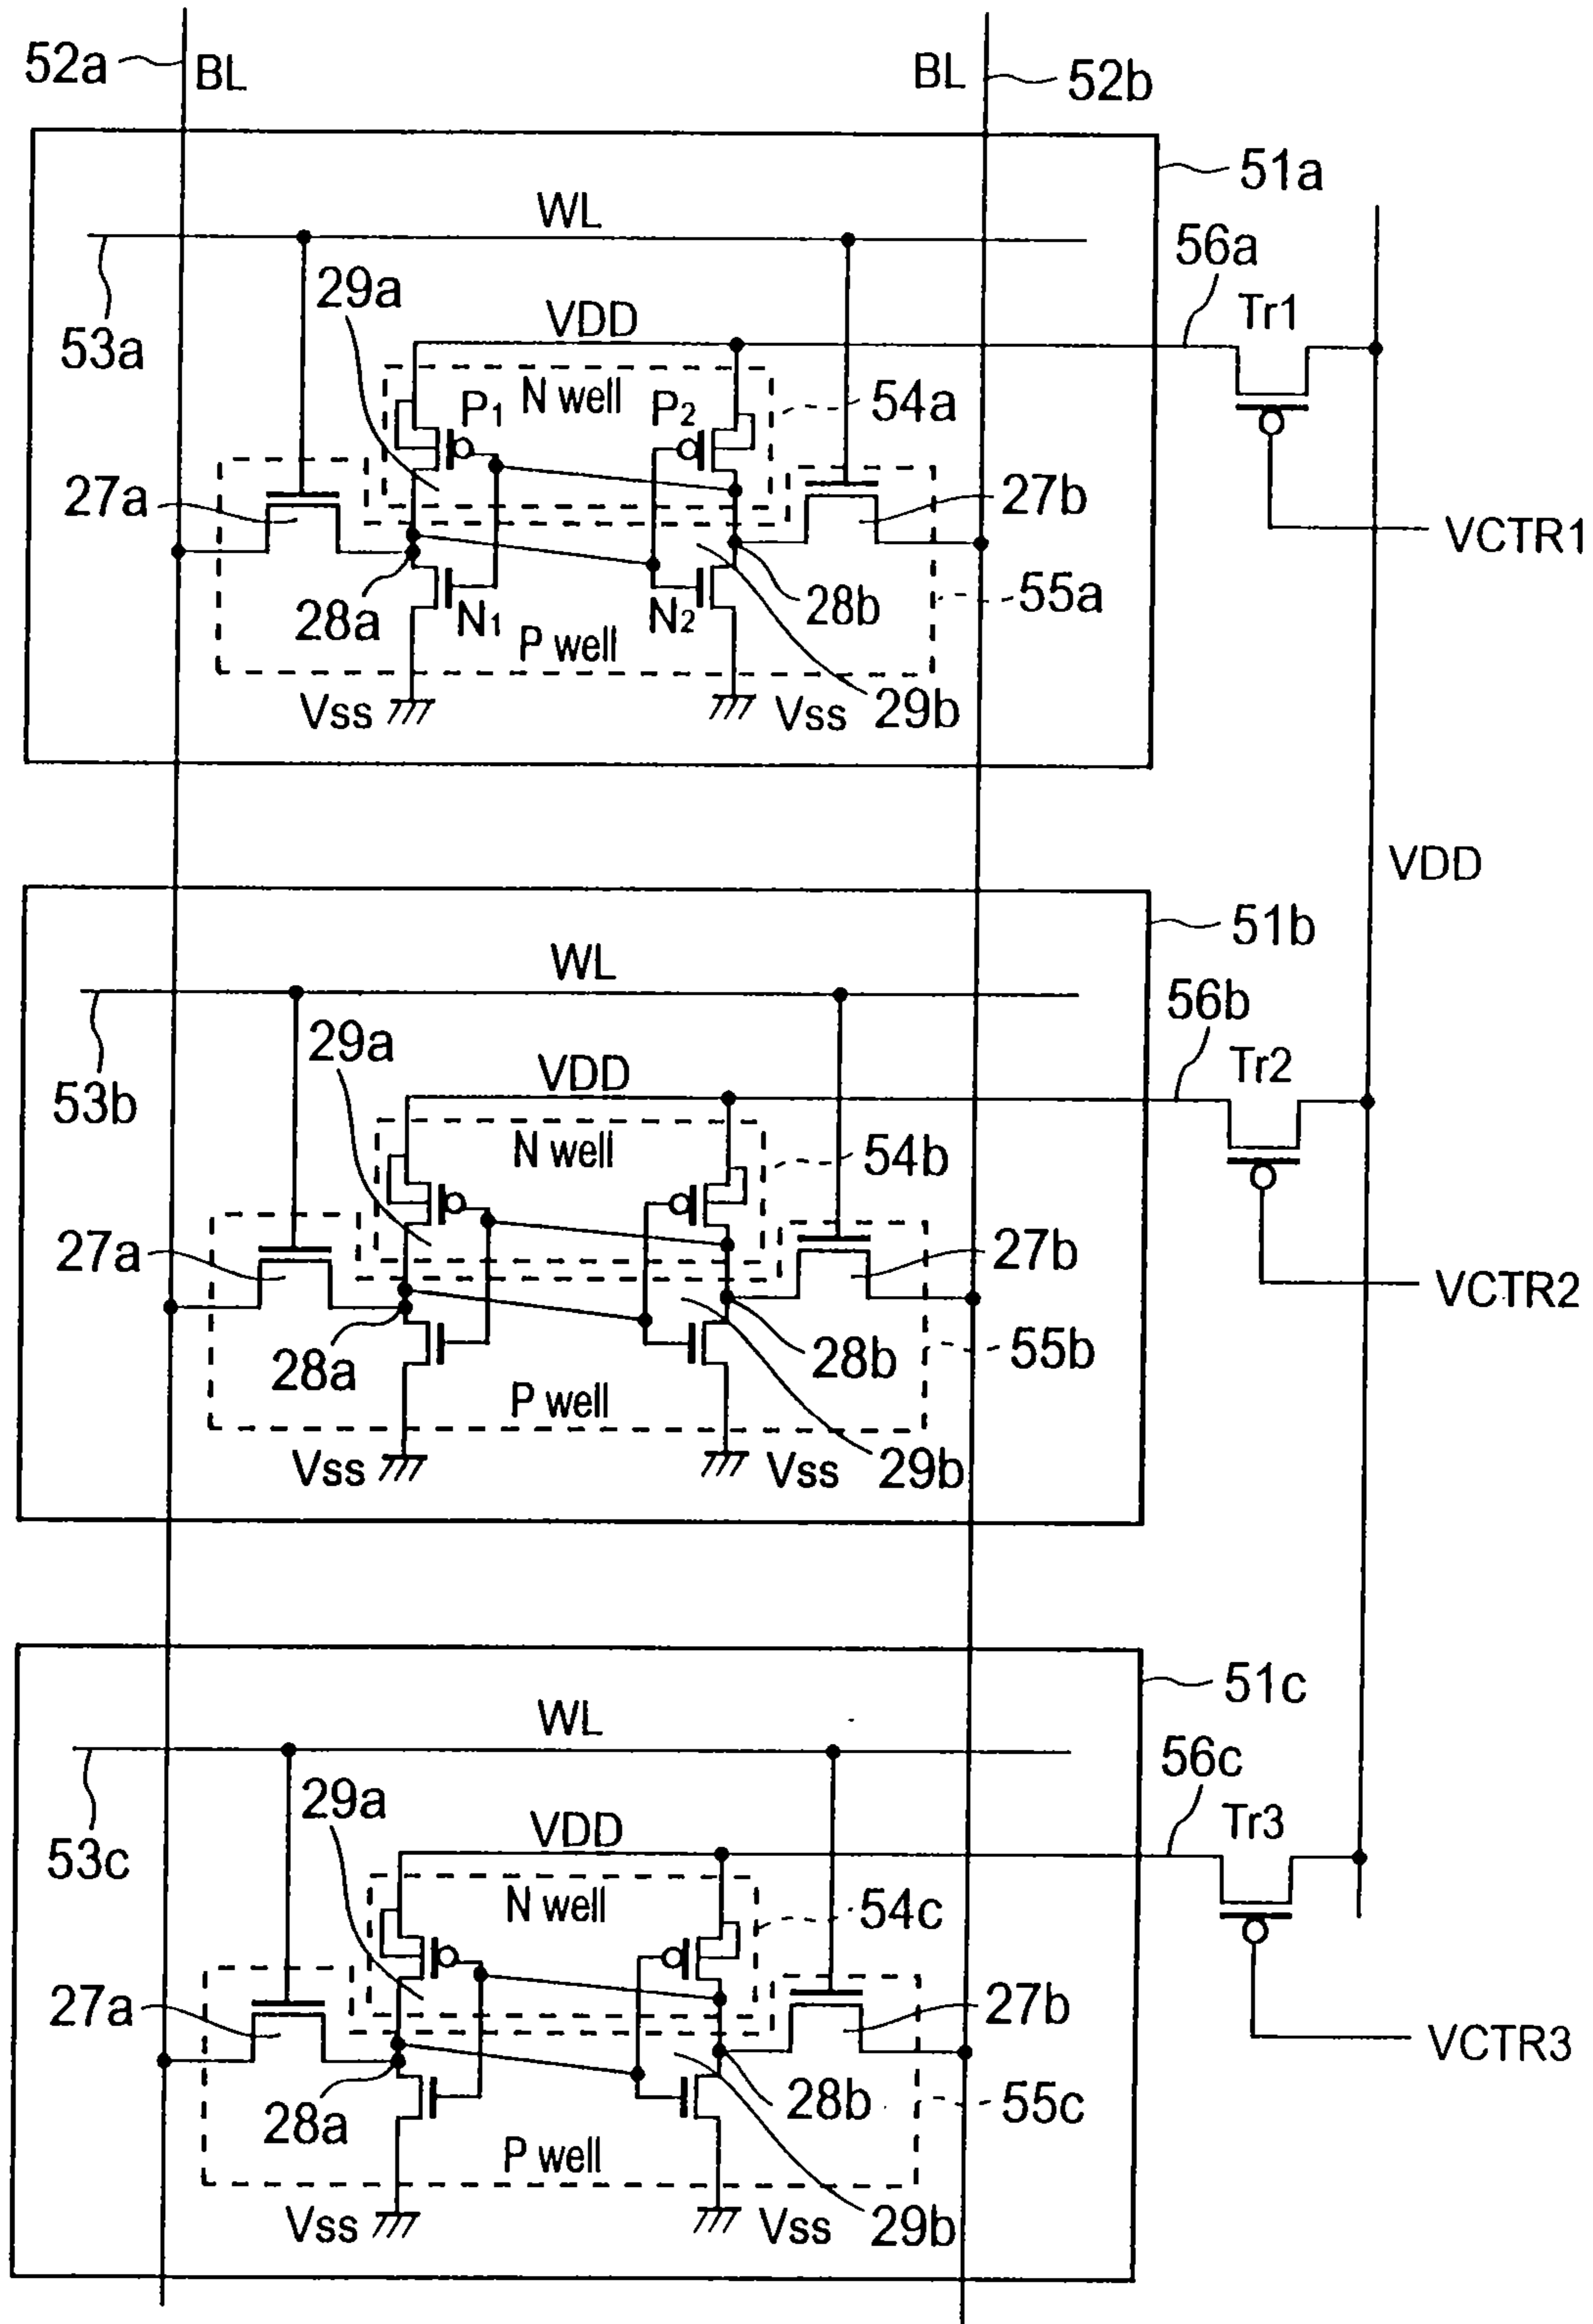 52a
BL
BL
52b
51a
WL
56a
29a
Tr1
53a
VDD
N well
P1
P2
54a
27a
27b
VCTR1
28a
N1
N2
28b
55a
P well
Vss
Vss
29b
VDD
51b
WL
56b
29a
Tr2
53b
VDD
N well
54b
27a
27b
VCTR2
28a
28b
55b
P well
Vss
Vss
29b
51c
WL
56c
29a
Tr3
53c
VDD
N well
54c
27a
27b
VCTR3
28a
28b
55c
P well
Vss
Vss
29b